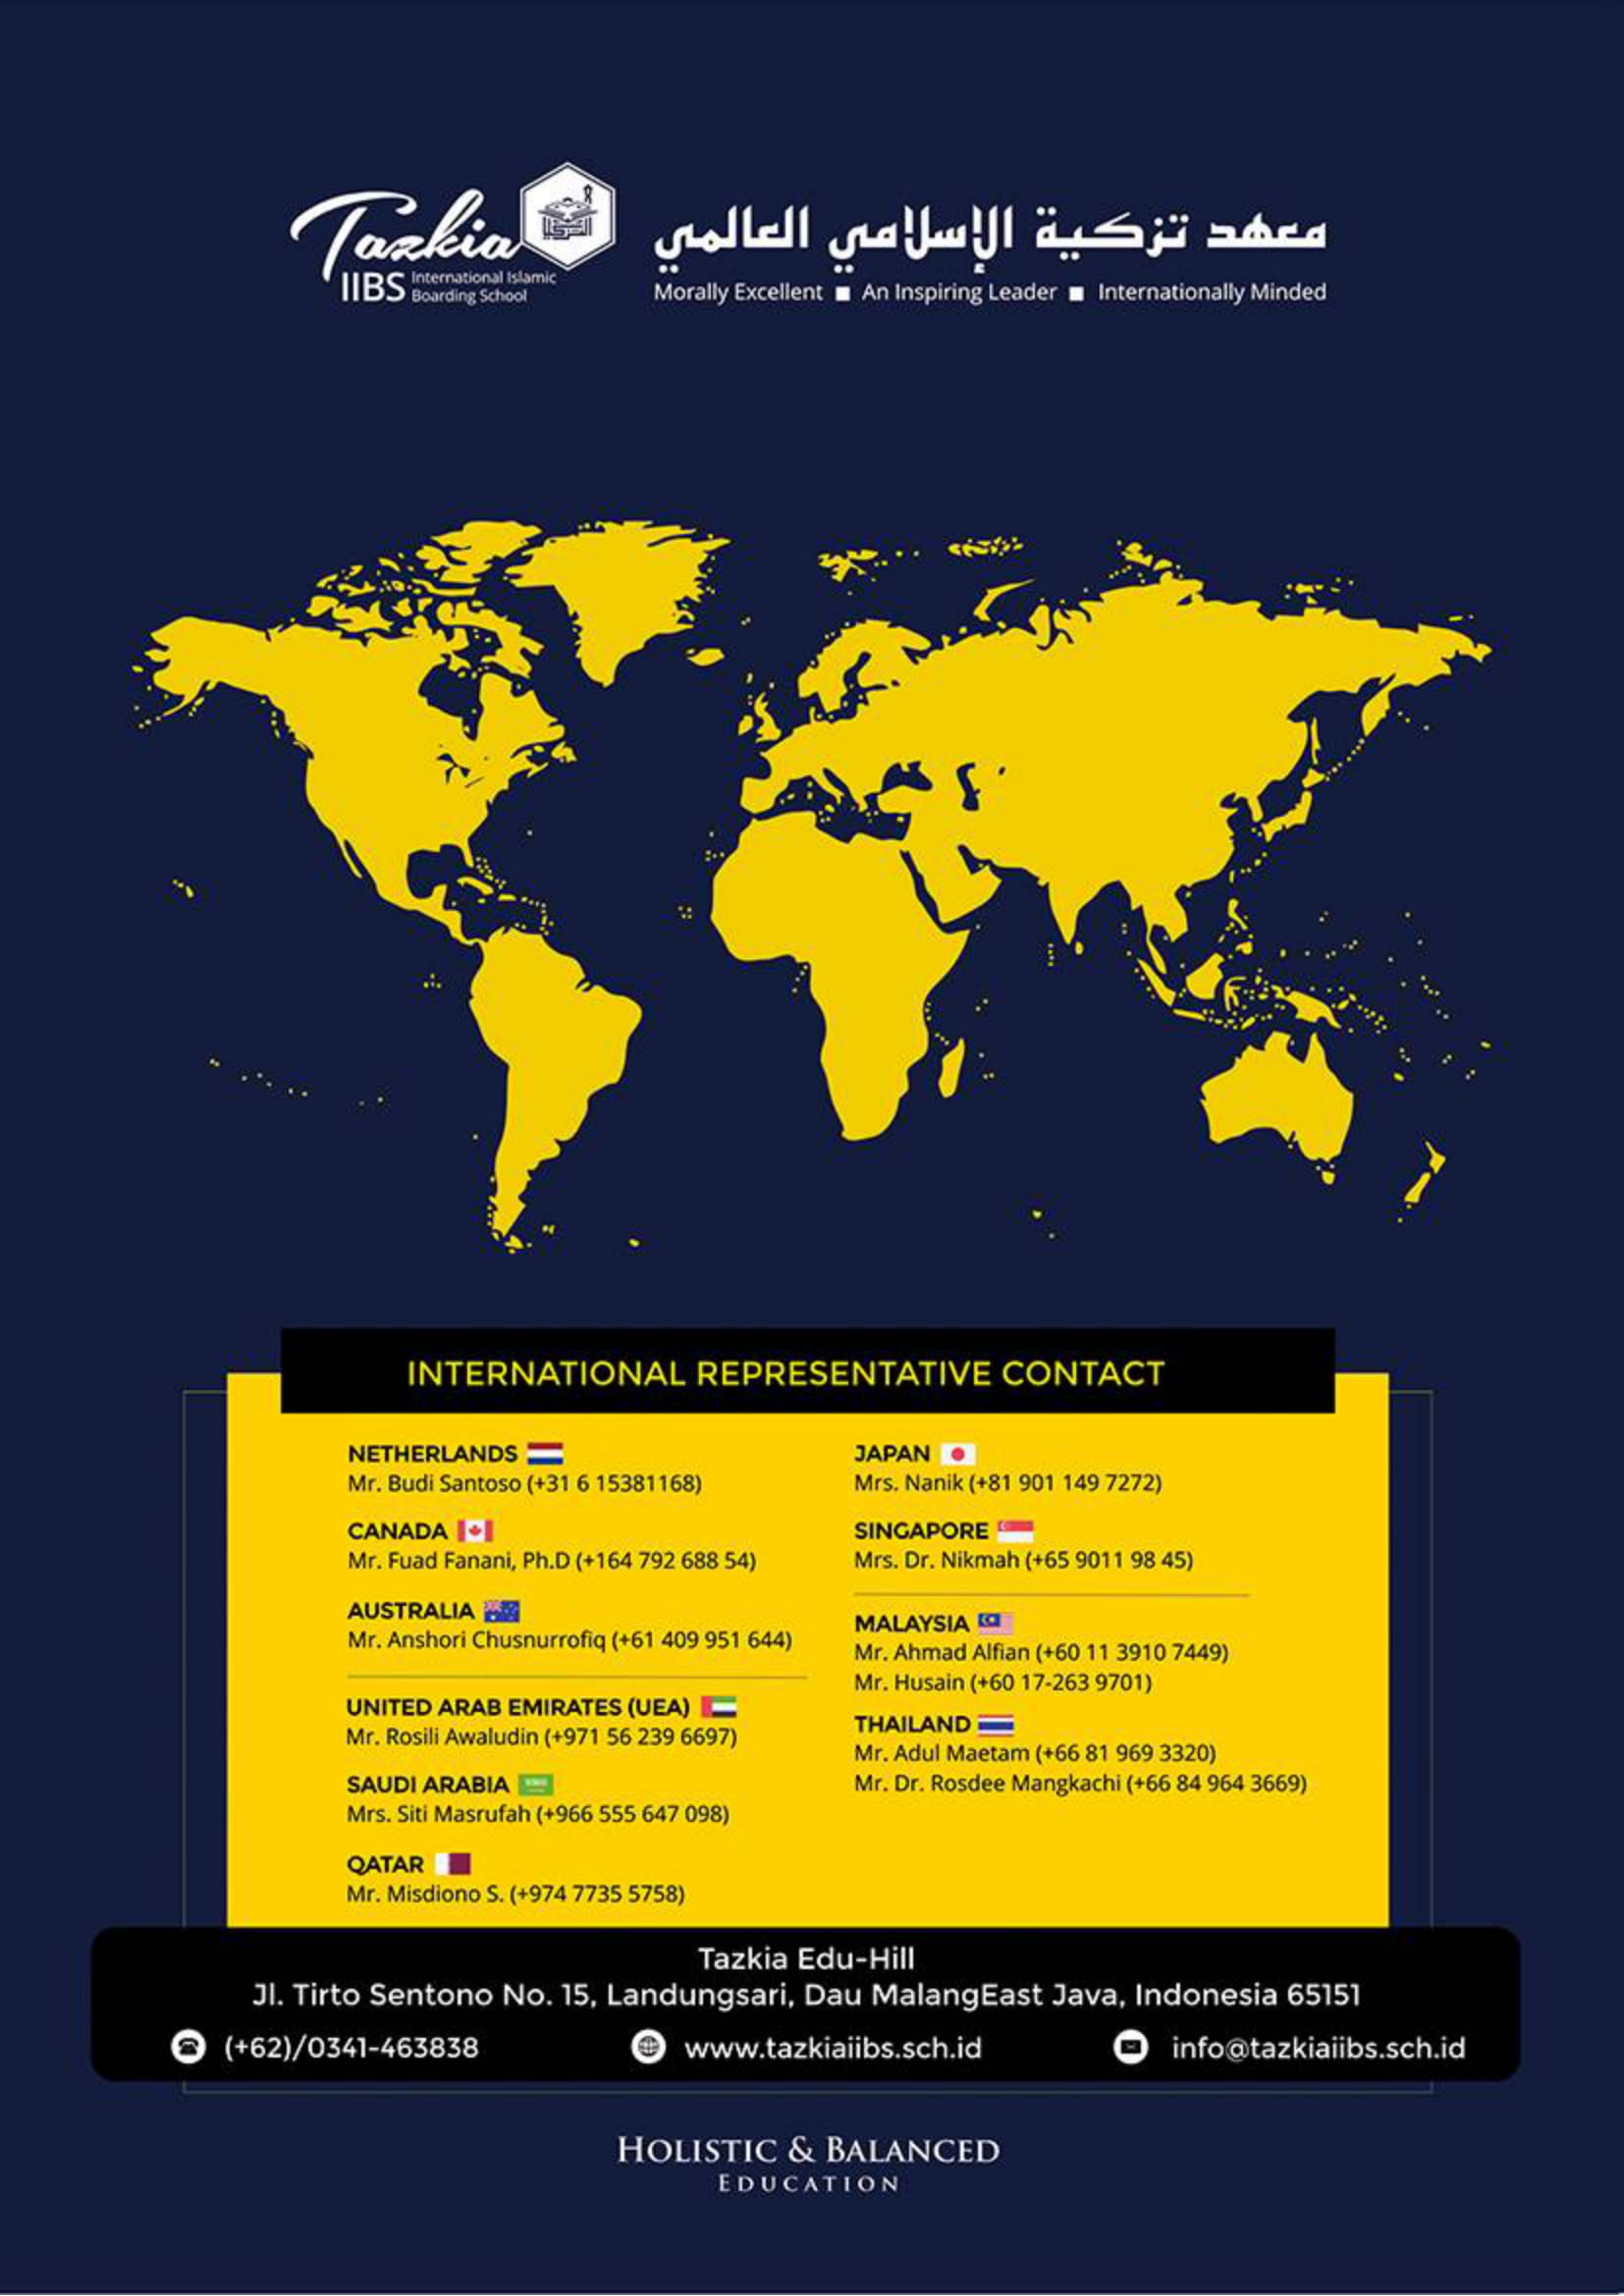 Tazkia
IIBS International Islamic
Boarding School
معهد تزكية الإسلامي العالمي
Morally Excellent ■ An Inspiring Leader ■ Internationally Minded
INTERNATIONAL REPRESENTATIVE CONTACT
NETHERLANDS
Mr. Budi Santoso (+31 6 15381168)
CANADA
Mr. Fuad Fanani, Ph.D (+164 792 688 54)
AUSTRALIA
Mr. Anshori Chusnurrofiq (+61 409 951 644)
UNITED ARAB EMIRATES (UEA)
Mr. Rosili Awaludin (+971 56 239 6697)
SAUDI ARABIA
Mrs. Siti Masrufah (+966 555 647 098)
QATAR
Mr. Misdiono S. (+974 7735 5758)
JAPAN
Mrs. Nanik (+81 901 149 7272)
SINGAPORE
Mrs. Dr. Nikmah (+65 9011 98 45)
MALAYSIA
Mr. Ahmad Alfian (+60 11 3910 7449)
Mr. Husain (+60 17-263 9701)
THAILAND
Mr. Adul Maetam (+66 81 969 3320)
Mr. Dr. Rosdee Mangkachi (+66 84 964 3669)
Tazkia Edu-Hill
Jl. Tirto Sentono No. 15, Landungsari, Dau MalangEast Java, Indonesia 65151
(+62)/0341-463838
www.tazkiaiibs.sch.id
info@tazkiaiibs.sch.id
HOLISTIC & BALANCED
EDUCATION